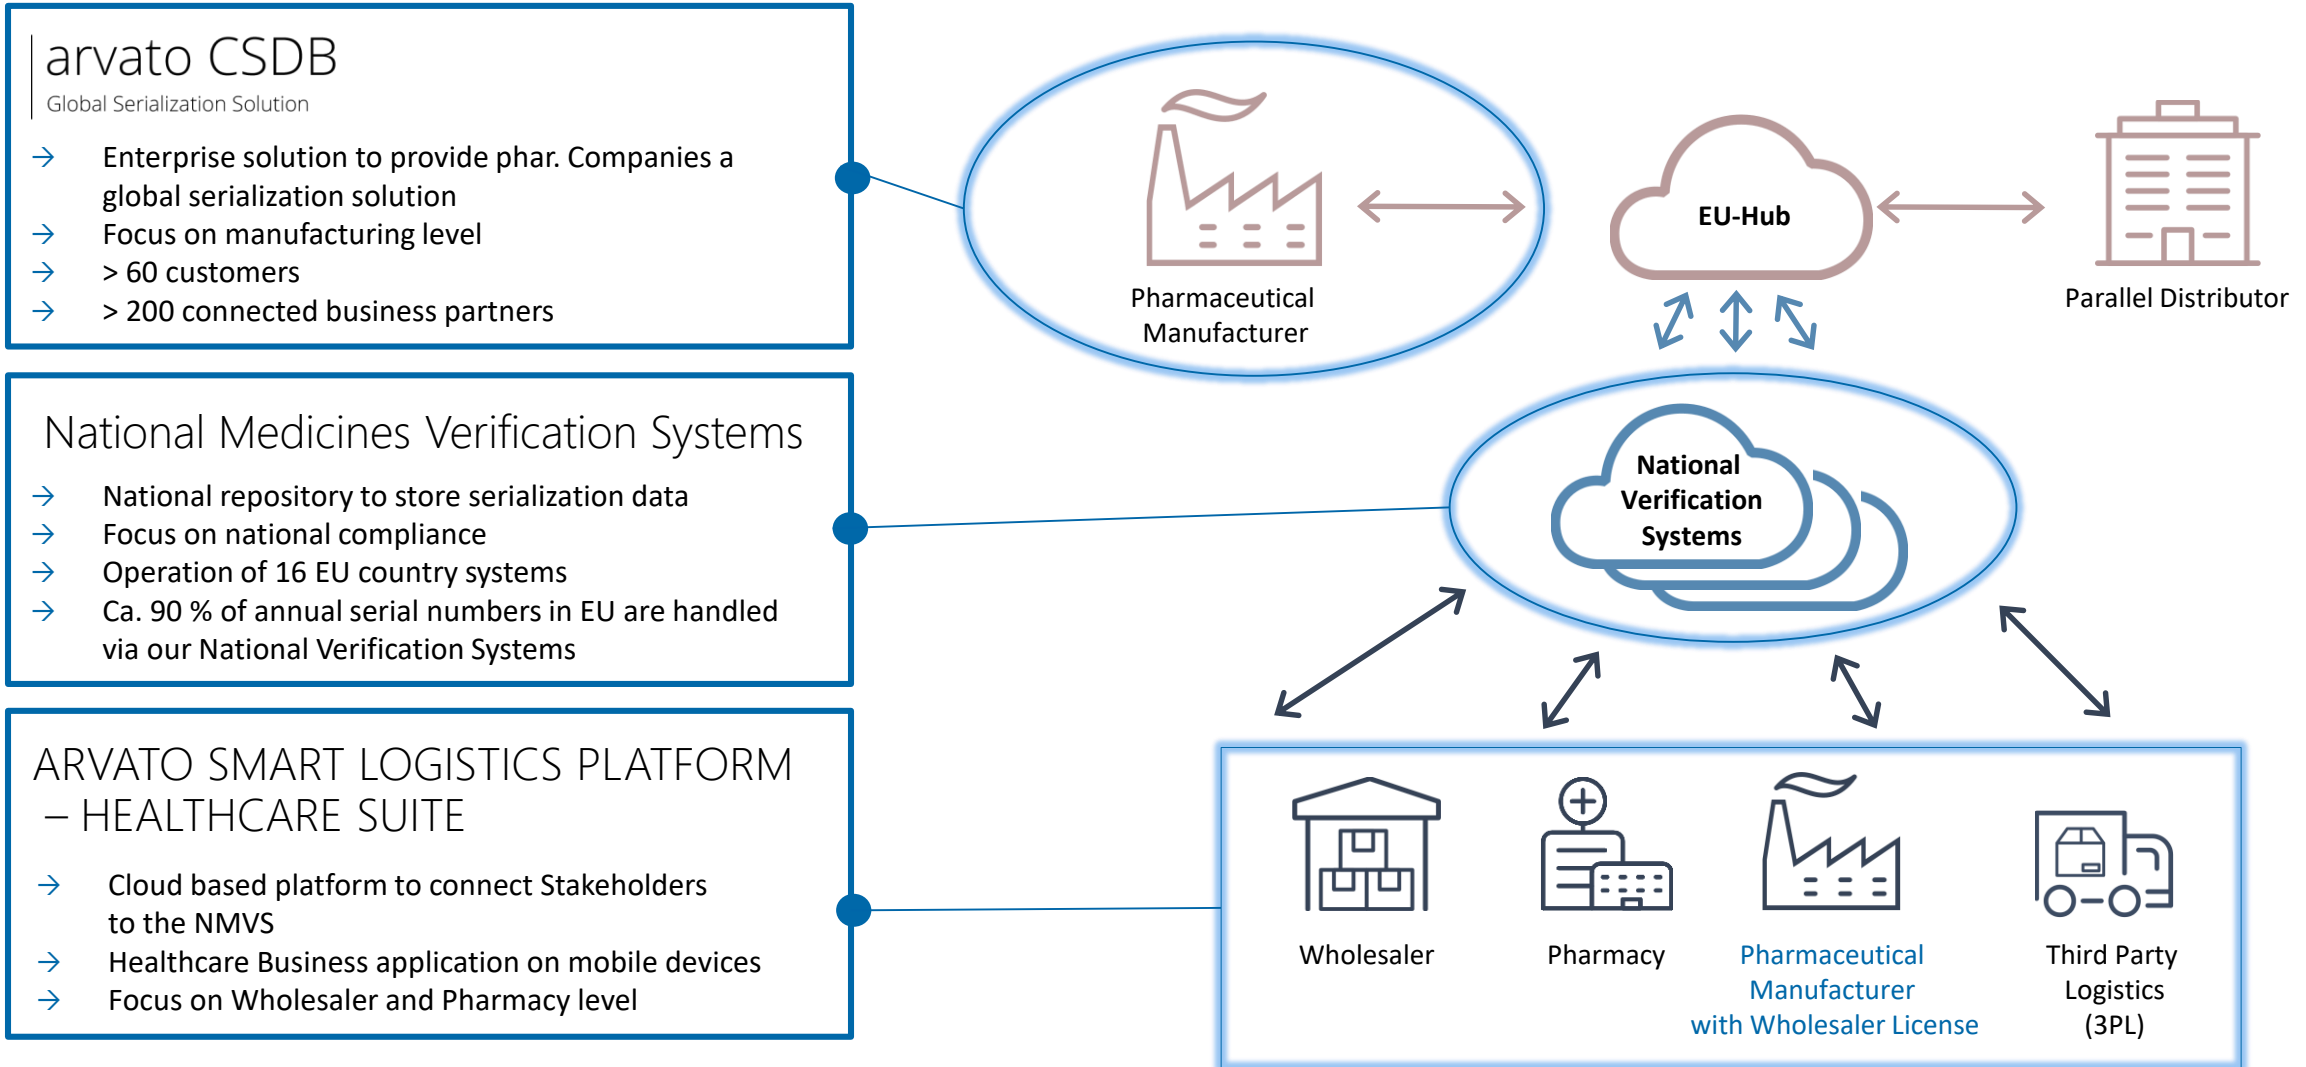 arvato CSDB
Global Serialization Solution
→ Enterprise solution to provide phar. Companies a
global serialization solution
→ Focus on manufacturing level
→ > 60 customers
→ > 200 connected business partners
National Medicines Verification Systems
→ National repository to store serialization data
→ Focus on national compliance
→ Operation of 16 EU country systems
→ Ca. 90 % of annual serial numbers in EU are handled
via our National Verification Systems
ARVATO SMART LOGISTICS PLATFORM
– HEALTHCARE SUITE
→ Cloud based platform to connect Stakeholders
to the NMVS
→ Healthcare Business application on mobile devices
→ Focus on Wholesaler and Pharmacy level
Pharmaceutical
Manufacturer
EU-Hub
Parallel Distributor
National
Verification
Systems
Wholesaler
Pharmacy
Pharmaceutical
Manufacturer
with Wholesaler License
Third Party
Logistics
(3PL)